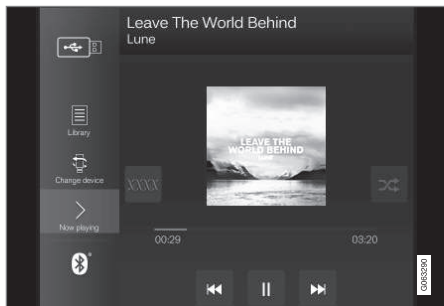 Leave The World Behind
Lune
Library
Change device
Now playing
LEAVE THE
WORLD BEHIND
LUNE
XXXX
00:29
03:20
G063290